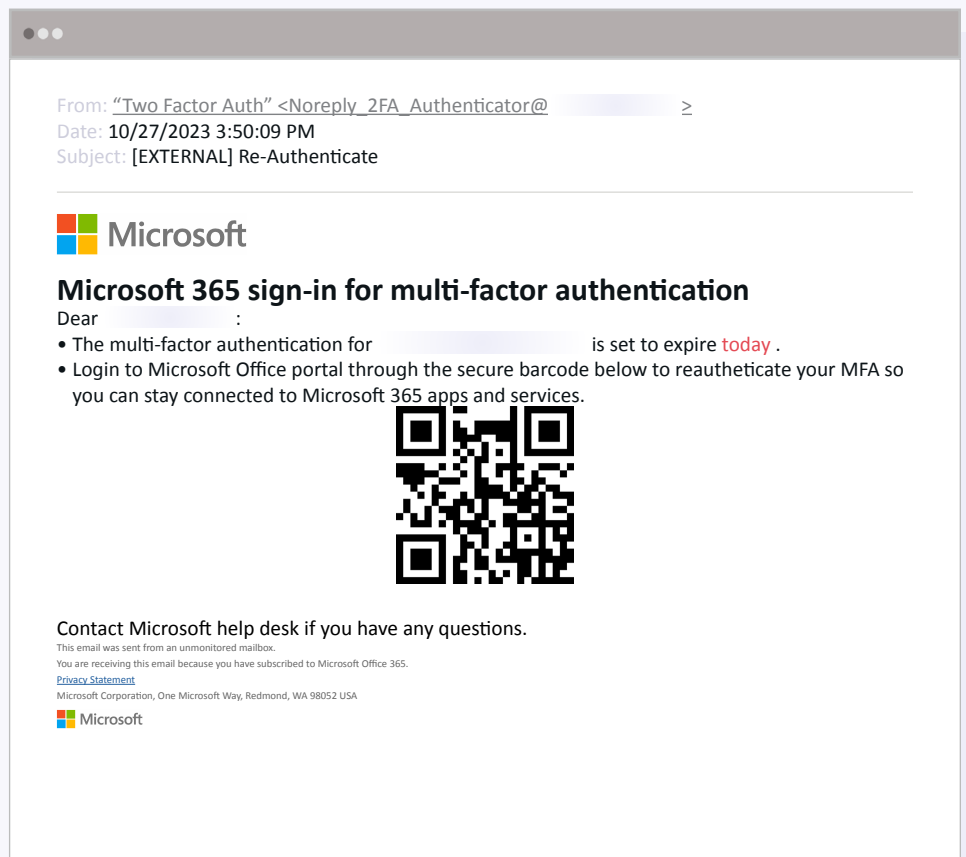 From: “Two Factor Auth” <Noreply_2FA_Authenticator@ >
Date: 10/27/2023 3:50:09 PM
Subject: [EXTERNAL] Re-Authenticate
Microsoft
Microsoft 365 sign-in for multi-factor authentication
Dear :
• The multi-factor authentication for is set to expire today .
• Login to Microsoft Office portal through the secure barcode below to reautheticate your MFA so
you can stay connected to Microsoft 365 apps and services.
Contact Microsoft help desk if you have any questions.
This email was sent from an unmonitored mailbox.
You are receiving this email because you have subscribed to Microsoft Office 365.
Privacy Statement
Microsoft Corporation, One Microsoft Way, Redmond, WA 98052 USA
Microsoft